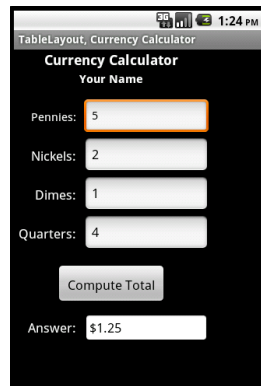 3G 1:24 PM
TableLayout, Currency Calculator
Currency Calculator
Your Name
Pennies: 5
Nickels: 2
Dimes: 1
Quarters: 4
Compute Total
Answer: $1.25